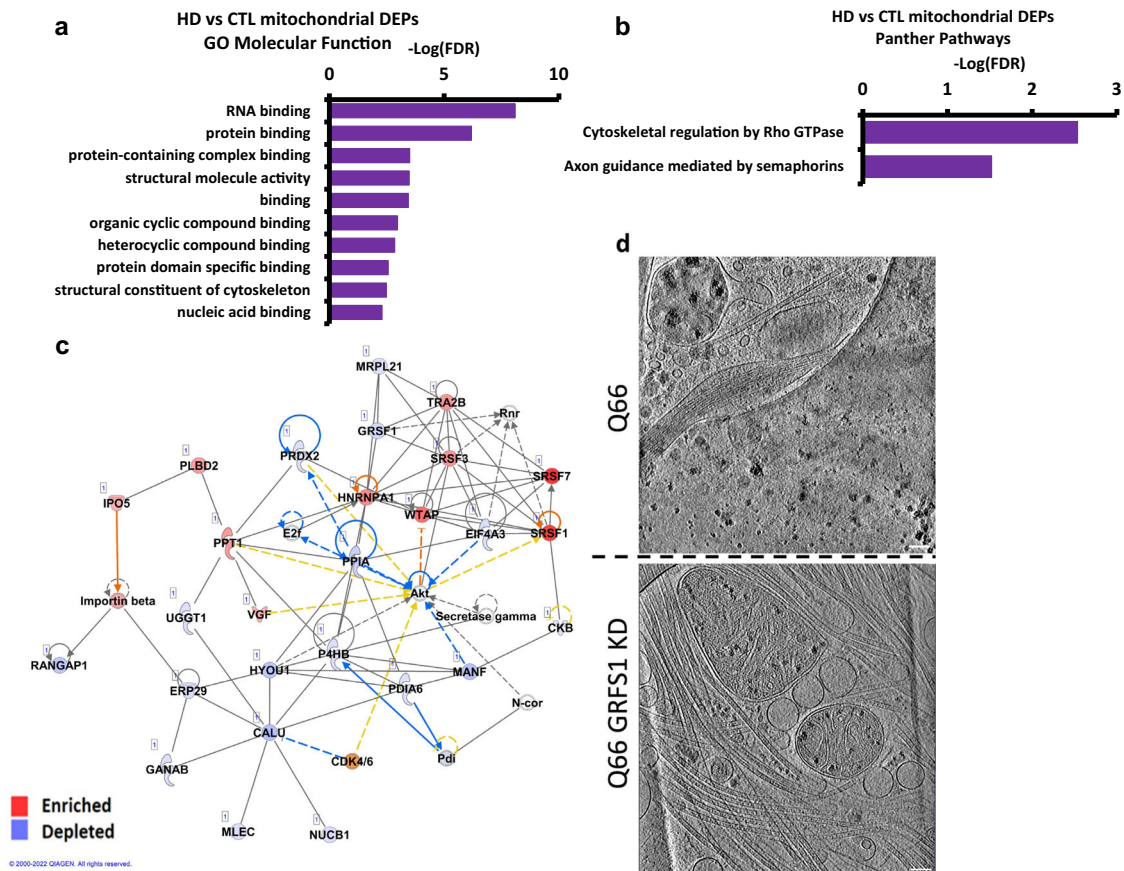 a
HD vs CTL mitochondrial DEPs
GO Molecular Function
-Log(FDR)
0 5 10
RNA binding
protein binding
protein-containing complex binding
structural molecule activity
binding
organic cyclic compound binding
heterocyclic compound binding
protein domain specific binding
structural constituent of cytoskeleton
nucleic acid binding
b
HD vs CTL mitochondrial DEPs
Panther Pathways
-Log(FDR)
0 1 2 3
Cytoskeletal regulation by Rho GTPase
Axon guidance mediated by semaphorins
c
MRPL21
TRA2B
Rnr
GRSF1
PRDX2
SRSF3
PLBD2
SRSF7
HNRNPA1
IPO5
WTAP
E2f
EIF4A3
SRSF1
PPT1
PPIA
Akt
Importin beta
UGGT1
VGF
Secretase gamma
CKB
P4HB
RANGAP1
HYOU1
MANF
ERP29
PDIA6
N-cor
CALU
GANAB
CDK4/6
Pdi
MLEC
NUCB1
Enriched
Depleted
© 2000-2022 QIAGEN. All rights reserved.
d
Q66
Q66 GRFS1 KD